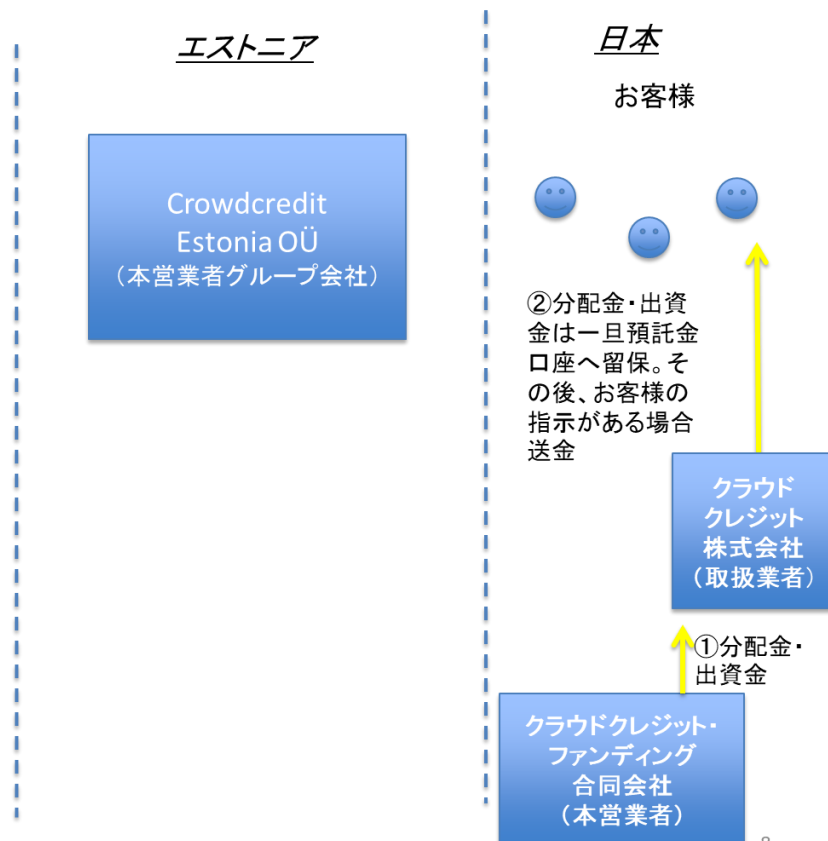 エストニア
日本
お客様
Crowdcredit
Estonia OÜ
（本営業者グループ会社）
②分配金・出資
金は一旦預託金
口座へ留保。そ
の後、お客様の
指示がある場合
送金
クラウド
クレジット
株式会社
（取扱業者）
①分配金・
出資金
クラウドクレジット・
ファンディング
合同会社
（本営業者）